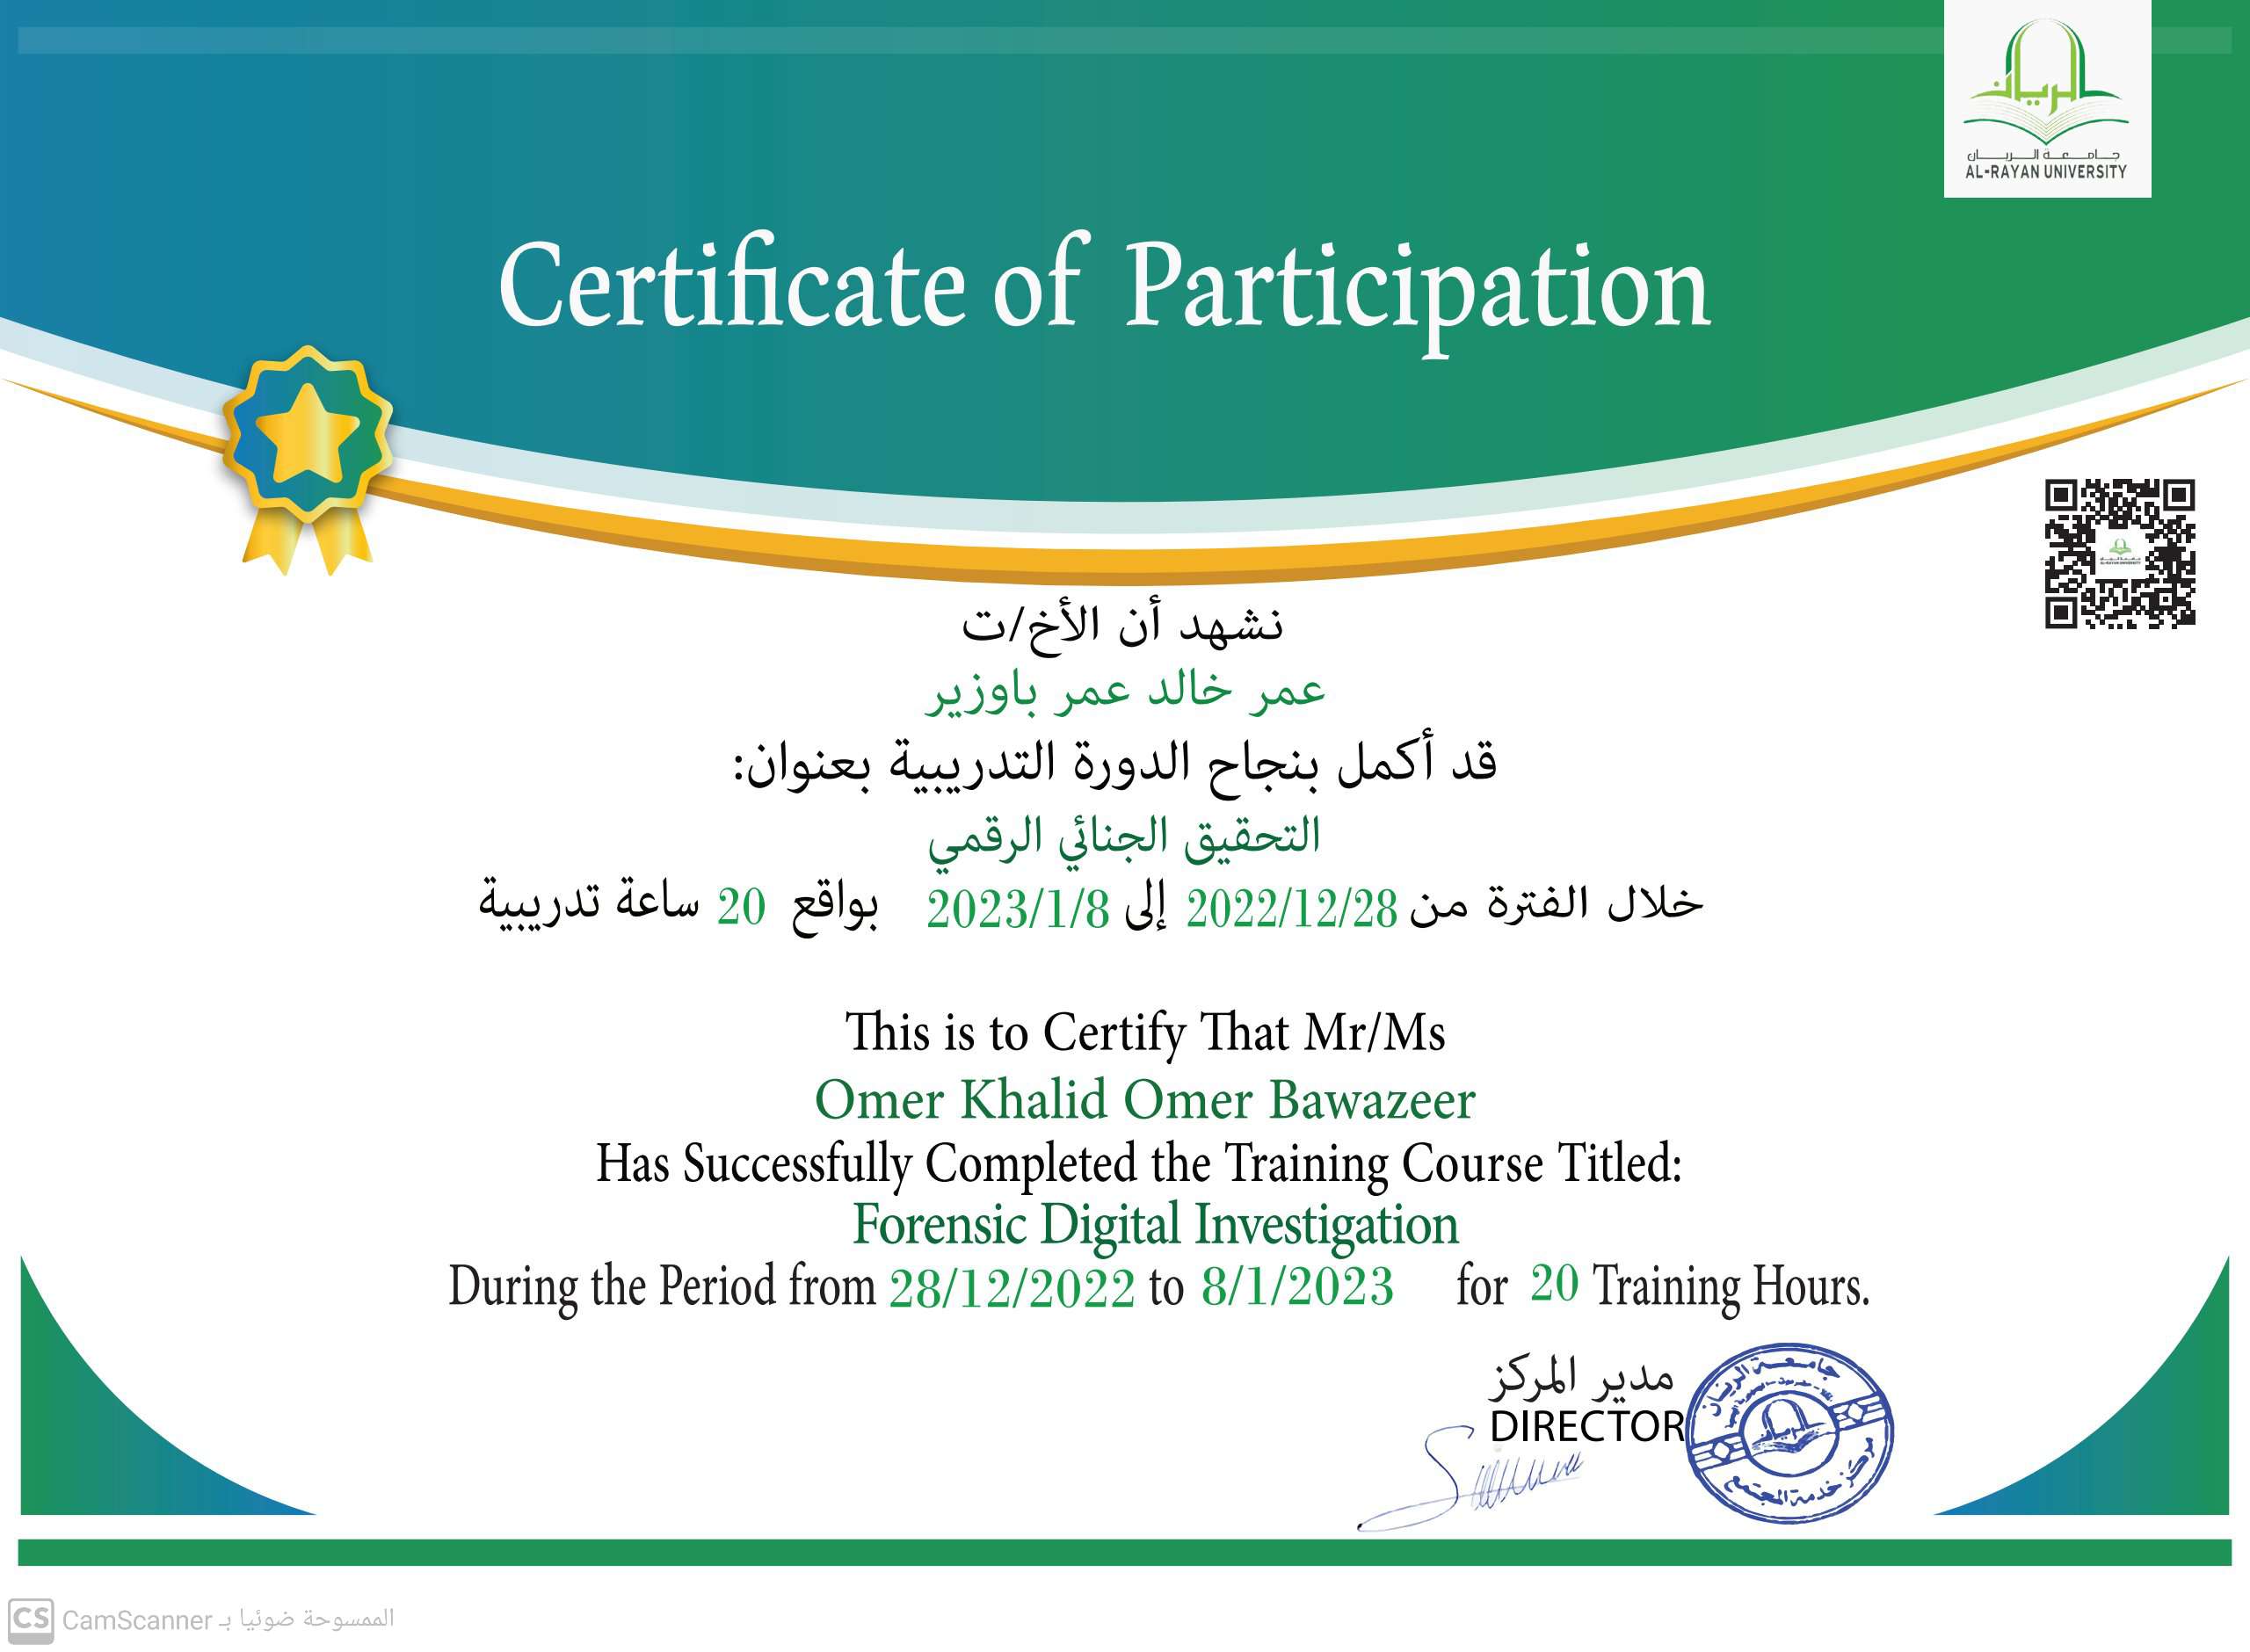 الريان
جامعة الريان
AL-RAYAN UNIVERSITY
Certificate of Participation
نشهد أن الأخ/ت
عمر خالد عمر باوزير
قد أكمل بنجاح الدورة التدريبية بعنوان:
التحقيق الجنائي الرقمي
خلال الفترة من 2022/12/28 إلى 2023/1/8 بواقع 20 ساعة تدريبية
This is to Certify That Mr/Ms
Omer Khalid Omer Bawazeer
Has Successfully Completed the Training Course Titled:
Forensic Digital Investigation
During the Period from 28/12/2022 to 8/1/2023 for 20 Training Hours.
مدير المركز
DIRECTOR
جامعة الريان
الريان
مركز خدمة المجتمع
CS CamScanner الممسوحة ضوئيا بـ